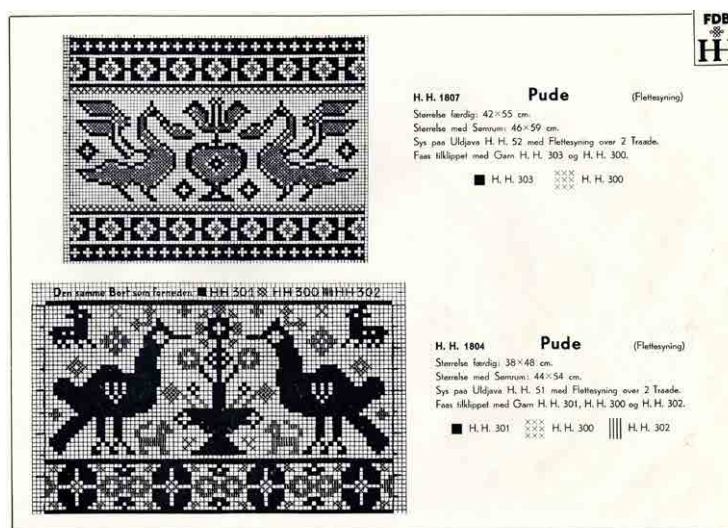 FDB
H. H. 1807 Pude (Flettesyning)
Størrelse færdig: 42×55 cm.
Størrelse med Sømrum: 46×59 cm.
Sys paa Uldjava H. H. 52 med Flettesyning over 2 Traade.
Faas tilklippet med Garn H. H. 303 og H. H. 300.
H. H. 303 H. H. 300
Den samme Bort som forneden: HH 301 HH 300 HH 302
H. H. 1804 Pude (Flettesyning)
Størrelse færdig: 38×48 cm.
Størrelse med Sømrum: 44×54 cm.
Sys paa Uldjava H. H. 51 med Flettesyning over 2 Traade.
Faas tilklippet med Garn H. H. 301, H. H. 300 og H. H. 302.
H. H. 301 H. H. 300 H. H. 302